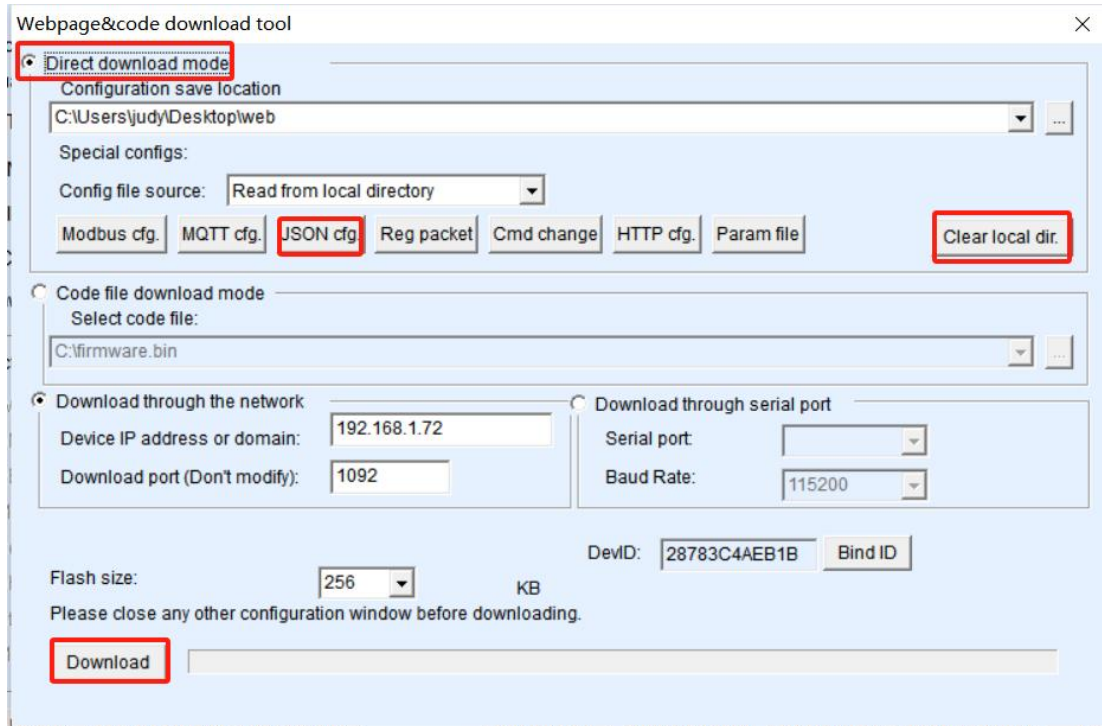 Webpage&code download tool
Direct download mode
Configuration save location
C:\Users\judy\Desktop\web
...
Special configs:
Config file source: Read from local directory
Modbus cfg. MQTT cfg. JSON cfg. Reg packet Cmd change HTTP cfg. Param file Clear local dir.
Code file download mode
Select code file:
C:\firmware.bin
...
Download through the network
Device IP address or domain: 192.168.1.72
Download port (Don't modify): 1092
Download through serial port
Serial port:
Baud Rate: 115200
DevID: 28783C4AEB1B Bind ID
Flash size: 256 KB
Please close any other configuration window before downloading.
Download